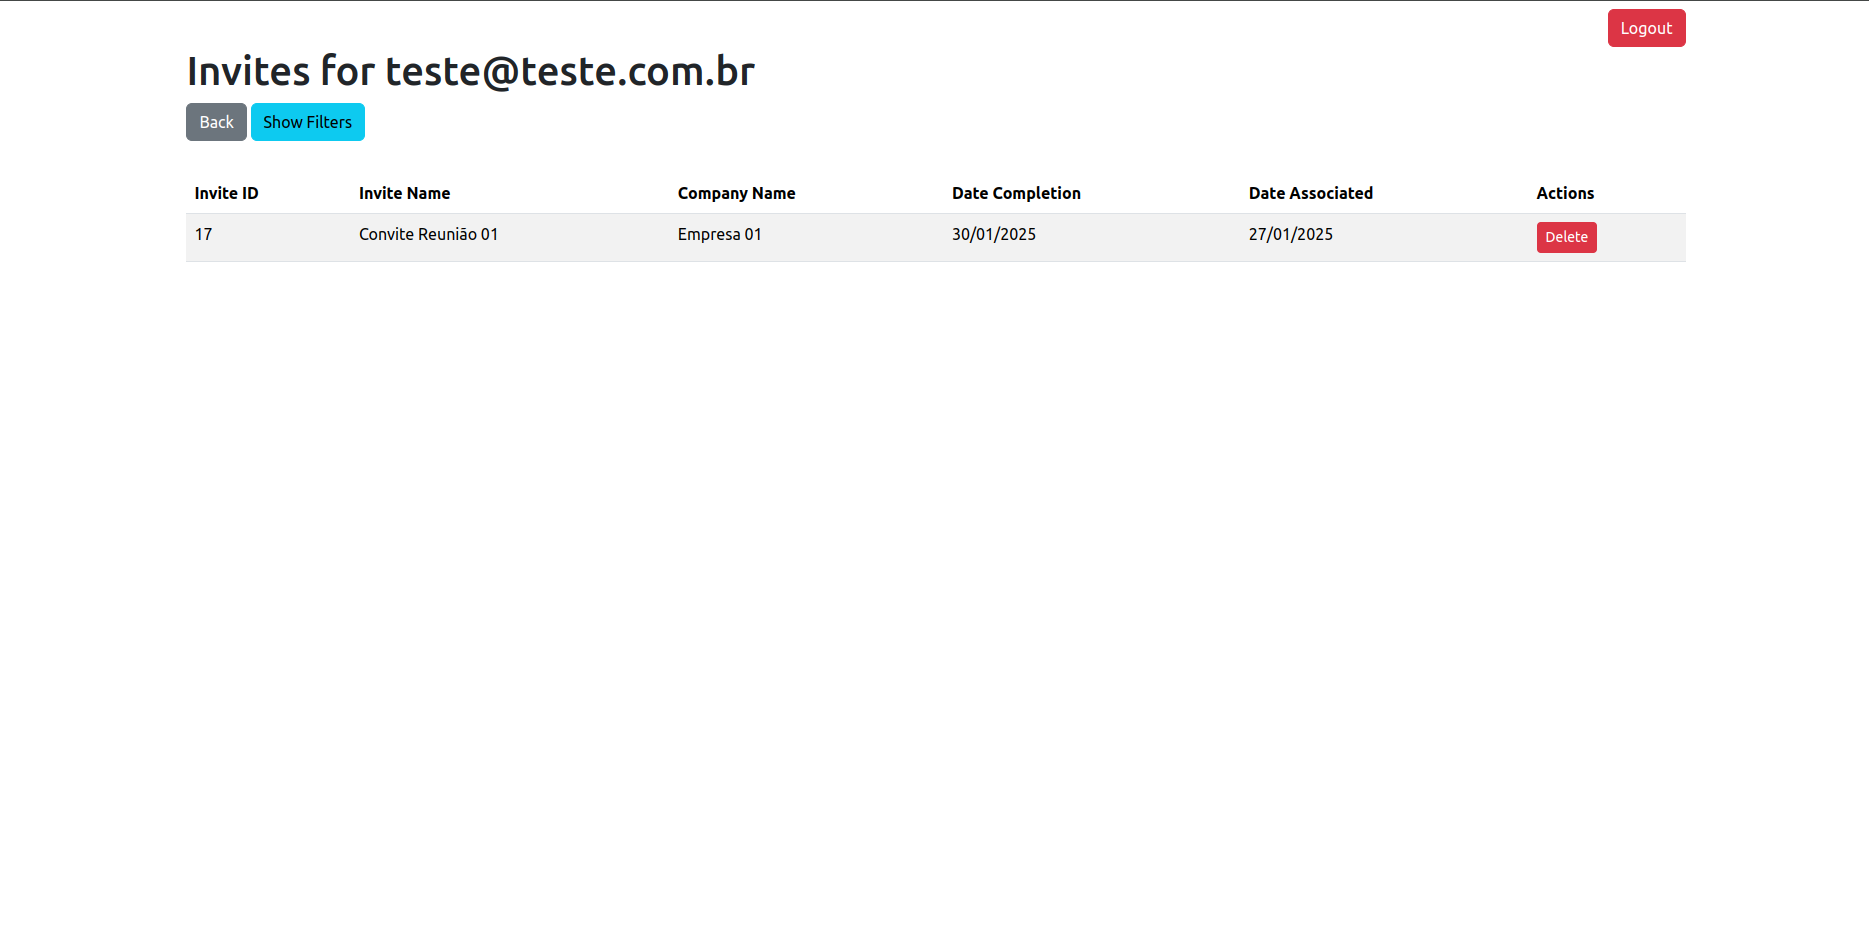 Logout
Invites for teste@teste.com.br
Back Show Filters
Invite ID Invite Name Company Name Date Completion Date Associated Actions
17 Convite Reunião 01 Empresa 01 30/01/2025 27/01/2025 Delete